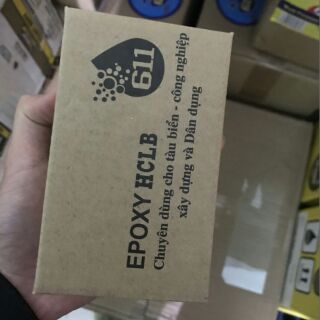 611
EPOXY HCLB
Chuyên dùng cho tàu biển - công nghiệp
xây dựng và Dân dụng